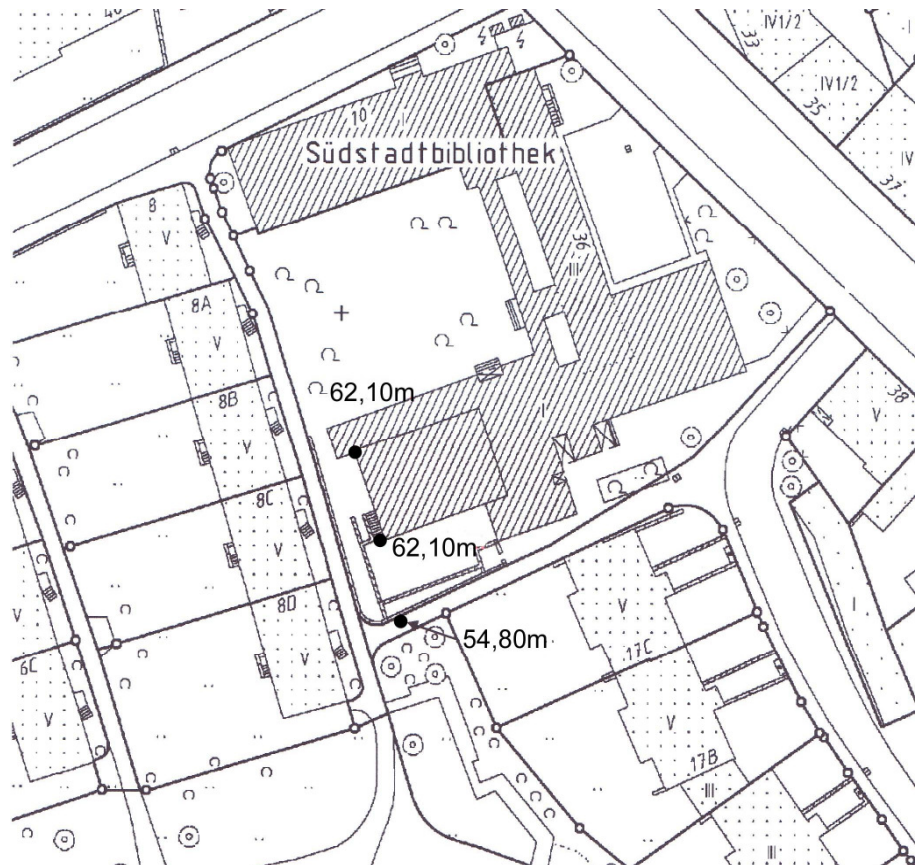 IV1/2
33
IV1/2
35
IV
37
10
I
Südstadtbibliothek
8
V
36
III
8A
V
62,10m
8B
V
38
V
I
8C
V
62,10m
8D
V
54,80m
V
17C
I
6C
V
V
17B
III
III